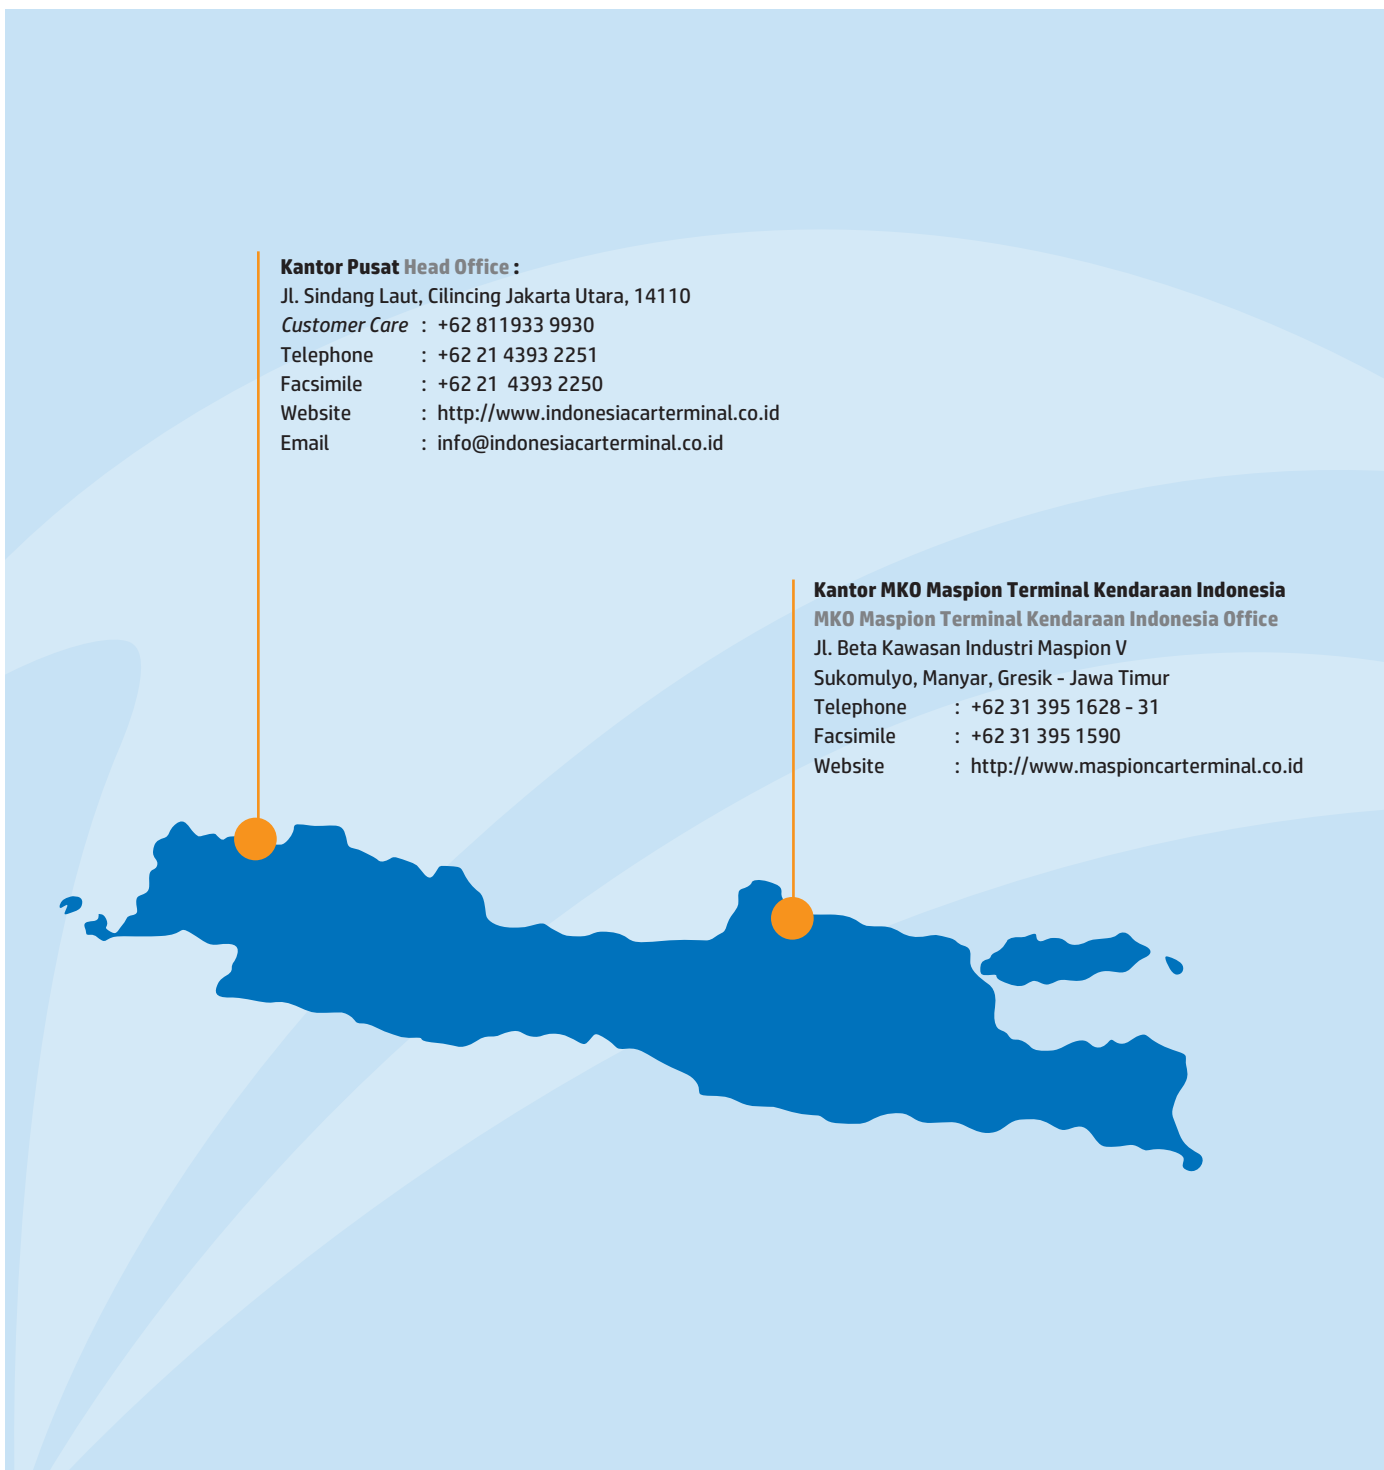 Kantor Pusat Head Office :
Jl. Sindang Laut, Cilincing Jakarta Utara, 14110
Customer Care : +62 811933 9930
Telephone : +62 21 4393 2251
Facsimile : +62 21 4393 2250
Website : http://www.indonesiacarterminal.co.id
Email : info@indonesiacarterminal.co.id
Kantor MKO Maspion Terminal Kendaraan Indonesia
MKO Maspion Terminal Kendaraan Indonesia Office
Jl. Beta Kawasan Industri Maspion V
Sukomulyo, Manyar, Gresik - Jawa Timur
Telephone : +62 31 395 1628 - 31
Facsimile : +62 31 395 1590
Website : http://www.maspioncarterminal.co.id